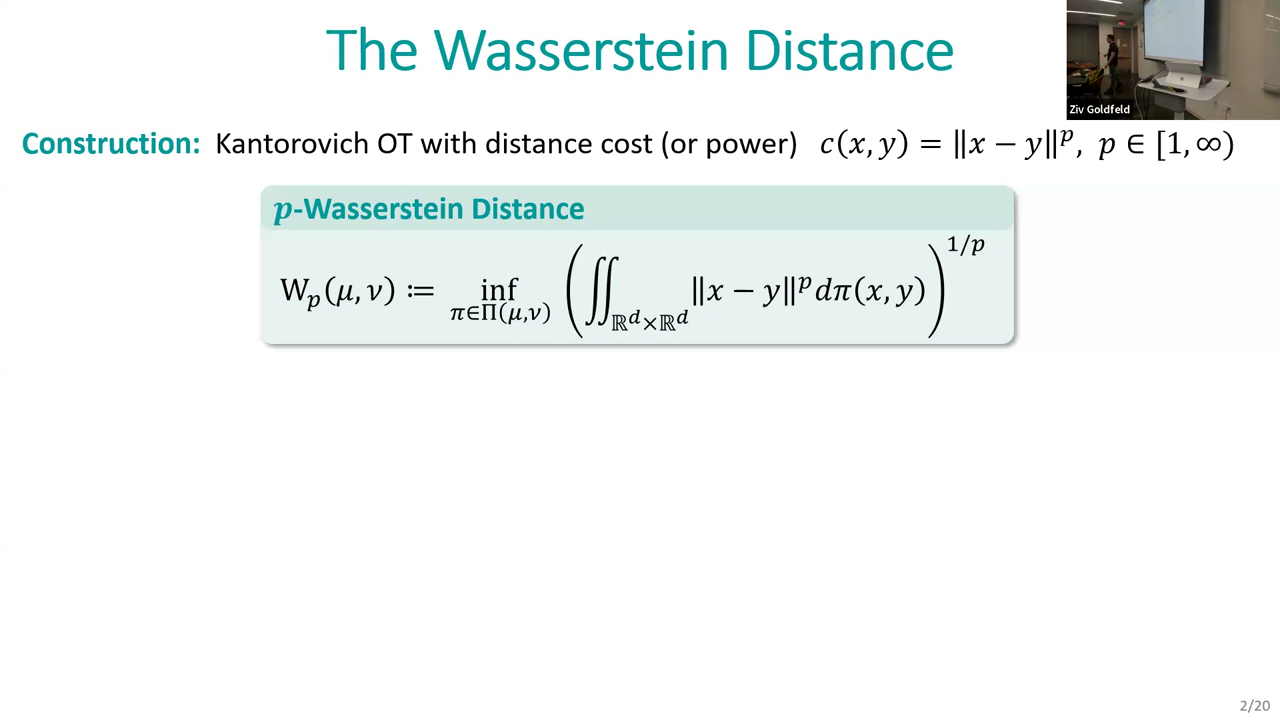 The Wasserstein Distance
Ziv Goldfeld
Construction: Kantorovich OT with distance cost (or power) c(x, y) = ‖x − y‖^p, p ∈ [1, ∞)
p-Wasserstein Distance
W_p(μ, ν) ≔ inf_{π∈Π(μ,ν)} (∬_{ℝ^d×ℝ^d} ‖x − y‖^p dπ(x, y))^{1/p}
2/20